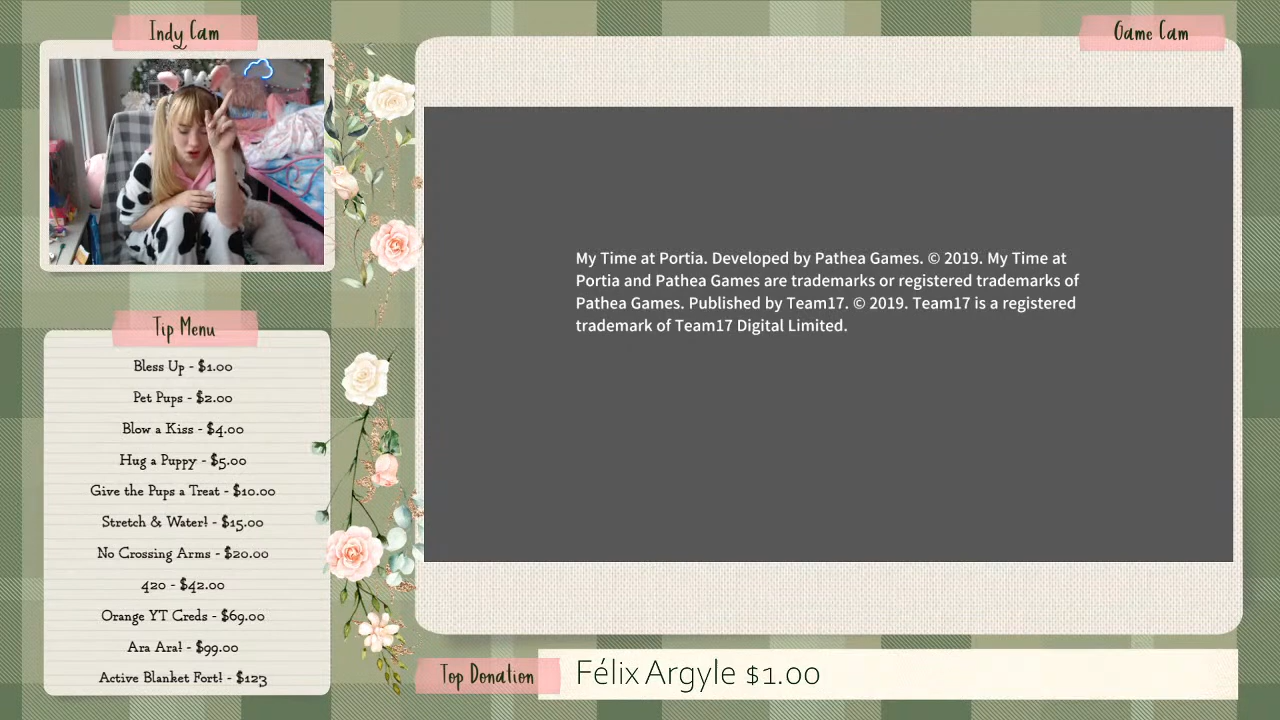 Indy Cam
Game Cam
My Time at Portia. Developed by Pathea Games. © 2019. My Time at
Portia and Pathea Games are trademarks or registered trademarks of
Pathea Games. Published by Team17. © 2019. Team17 is a registered
trademark of Team17 Digital Limited.
Tip Menu
Bless Up - $1.00
Pet Pups - $2.00
Blow a Kiss - $4.00
Hug a Puppy - $5.00
Give the Pups a Treat - $10.00
Stretch & Water! - $15.00
No Crossing Arms - $20.00
420 - $42.00
Orange YT Creds - $69.00
Ara Ara! - $99.00
Active Blanket Fort! - $123
Top Donation
Félix Argyle $1.00